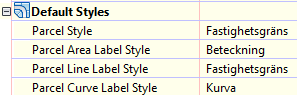 Default Styles
Parcel Style Fastighetsgräns
Parcel Area Label Style Beteckning
Parcel Line Label Style Fastighetsgräns
Parcel Curve Label Style Kurva